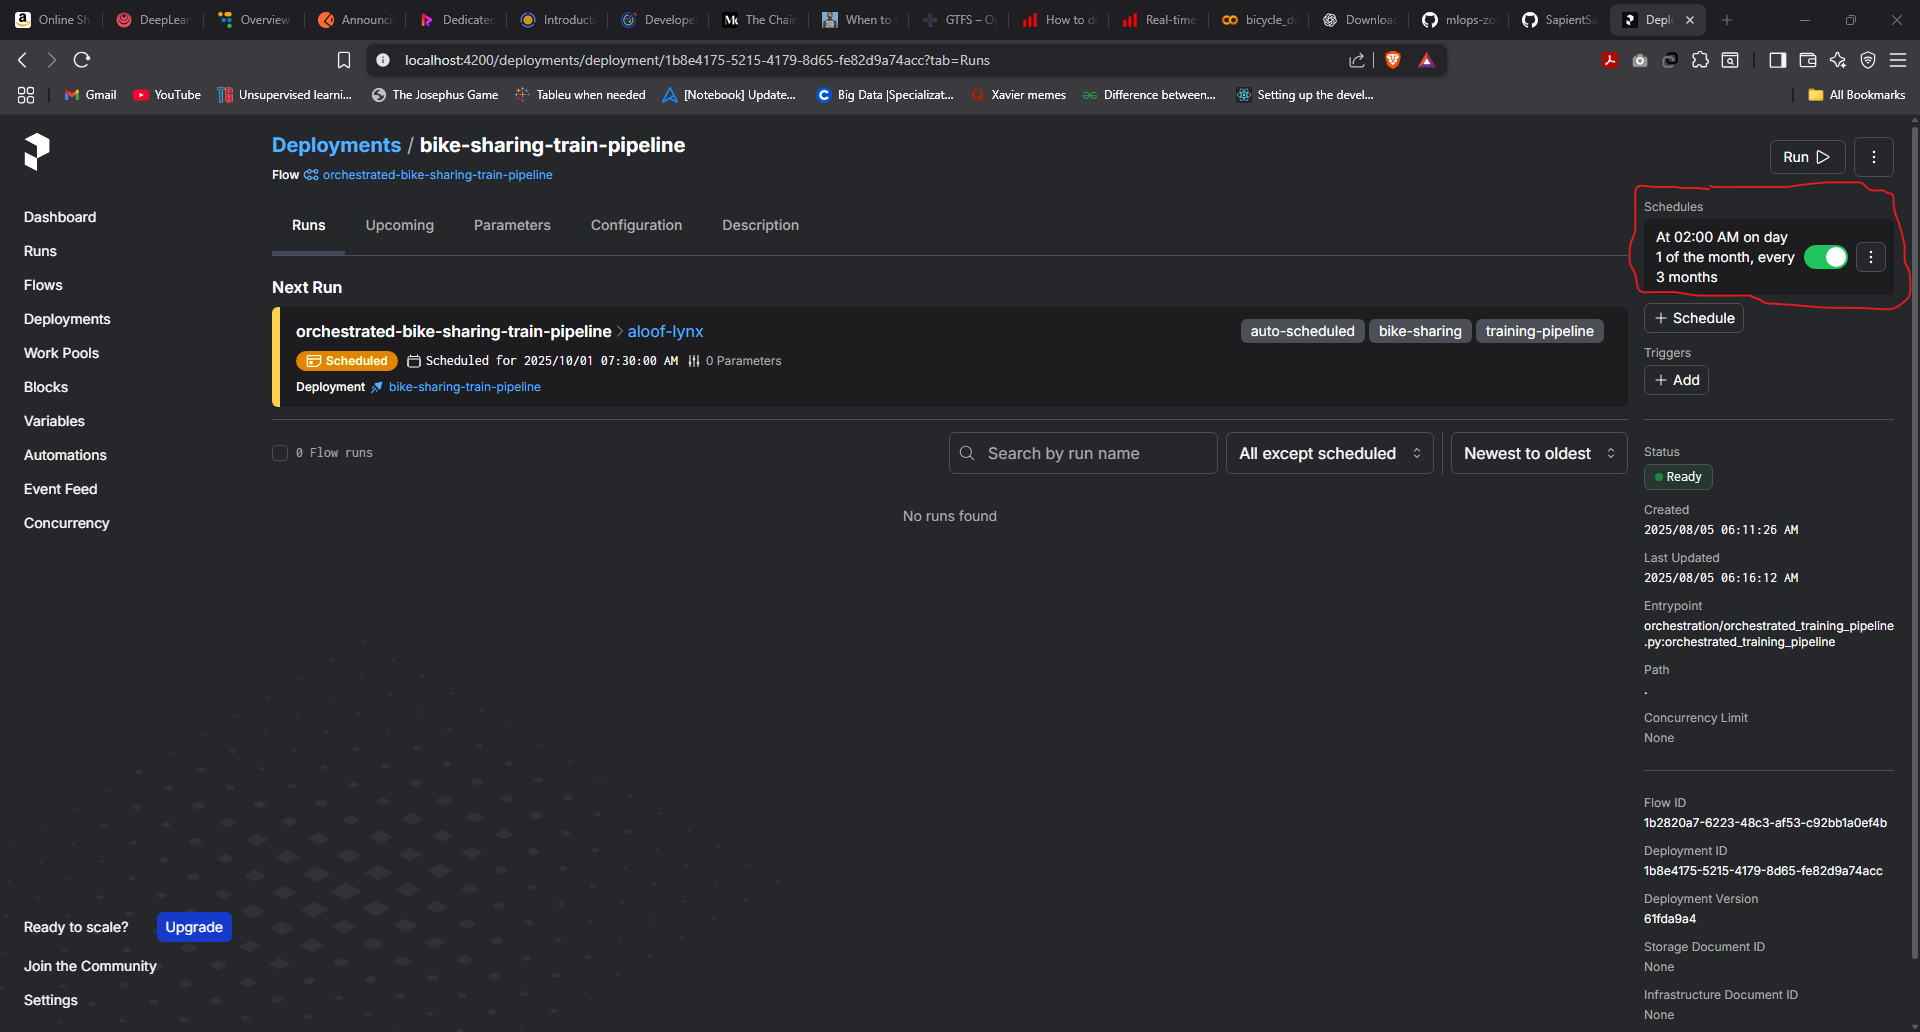 Online Sh
DeepLear
Overview
Announc
Dedicated
Introducti
Developer
The Chain
When to
GTFS – O
How to d
Real-time
bicycle_d
Downloac
mlops-zo
SapientSa
Depl
localhost:4200/deployments/deployment/1b8e4175-5215-4179-8d65-fe82d9a74acc?tab=Runs
Gmail
YouTube
Unsupervised learni...
The Josephus Game
Tableu when needed
[Notebook] Update...
Big Data |Specializat...
Xavier memes
Difference between...
Setting up the devel...
All Bookmarks
Deployments / bike-sharing-train-pipeline
Flow orchestrated-bike-sharing-train-pipeline
Run
Dashboard
Runs
Flows
Deployments
Work Pools
Blocks
Variables
Automations
Event Feed
Concurrency
Ready to scale? Upgrade
Join the Community
Settings
Runs
Upcoming
Parameters
Configuration
Description
Next Run
orchestrated-bike-sharing-train-pipeline > aloof-lynx
auto-scheduled
bike-sharing
training-pipeline
Scheduled Scheduled for 2025/10/01 07:30:00 AM 0 Parameters
Deployment bike-sharing-train-pipeline
0 Flow runs
Search by run name
All except scheduled
Newest to oldest
No runs found
Schedules
At 02:00 AM on day
1 of the month, every
3 months
+ Schedule
Triggers
+ Add
Status
Ready
Created
2025/08/05 06:11:26 AM
Last Updated
2025/08/05 06:16:12 AM
Entrypoint
orchestration/orchestrated_training_pipeline
.py:orchestrated_training_pipeline
Path
.
Concurrency Limit
None
Flow ID
1b2820a7-6223-48c3-af53-c92bb1a0ef4b
Deployment ID
1b8e4175-5215-4179-8d65-fe82d9a74acc
Deployment Version
61fda9a4
Storage Document ID
None
Infrastructure Document ID
None